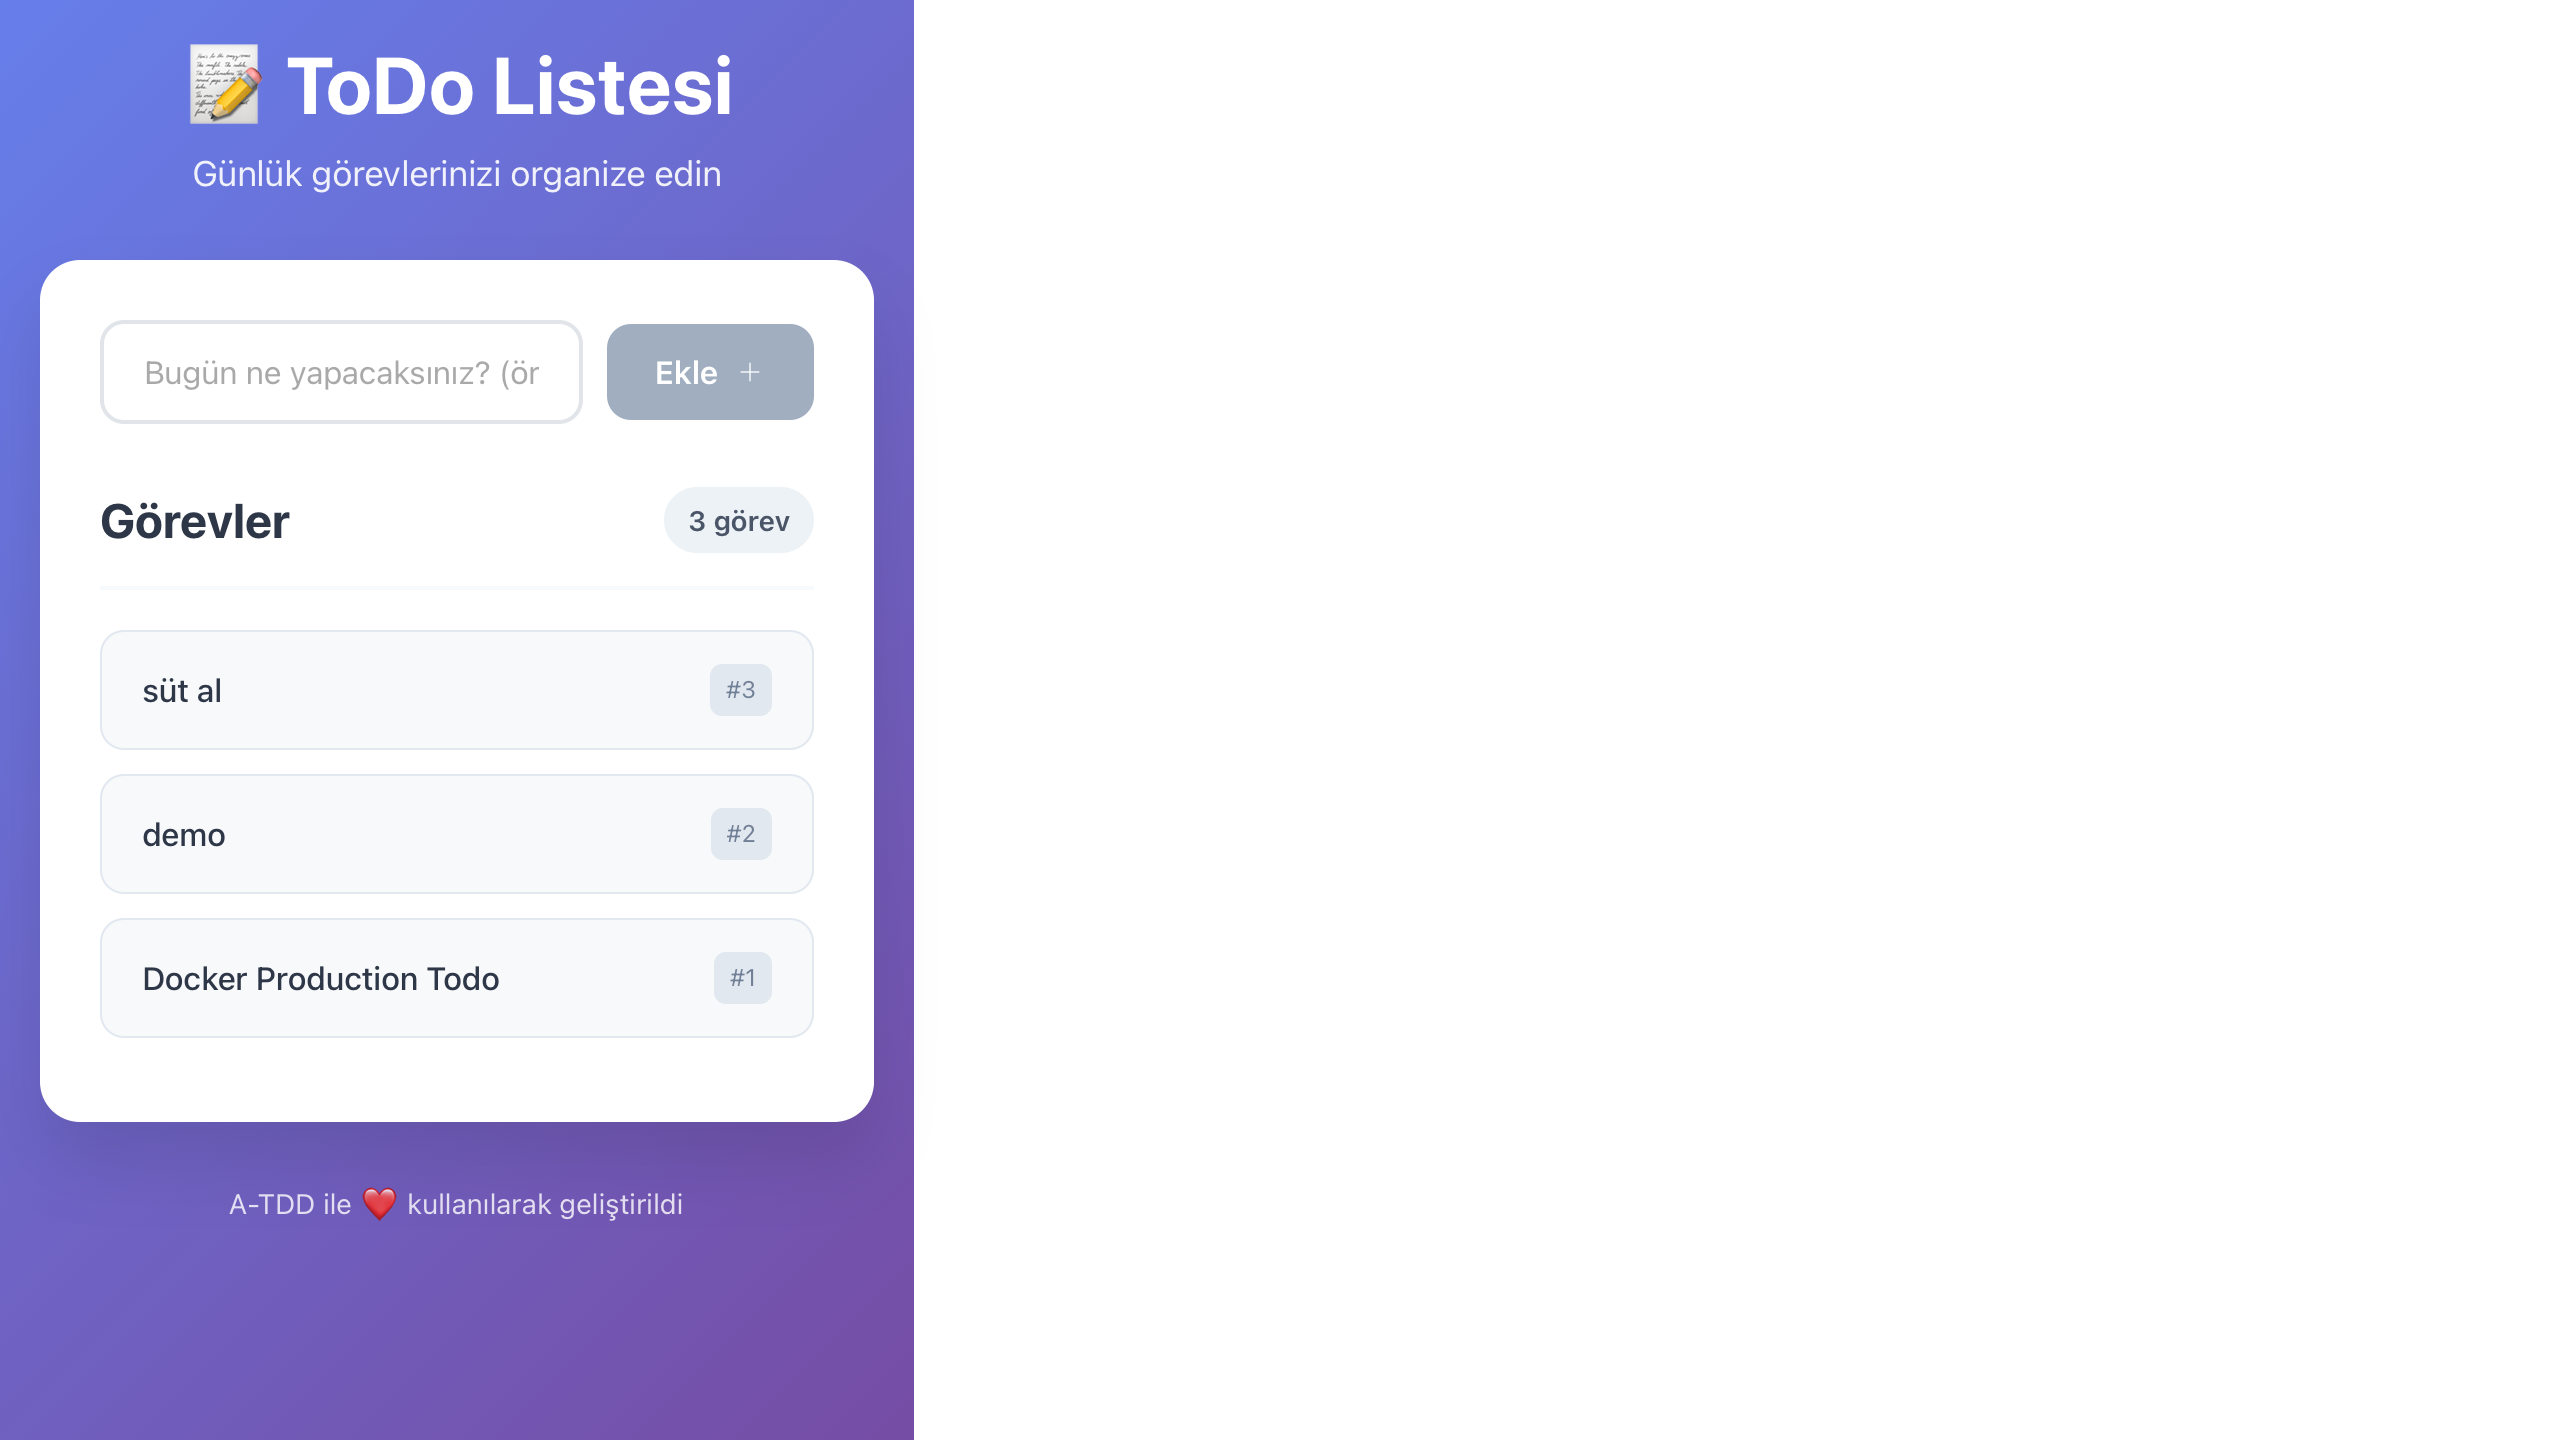 ToDo Listesi
Günlük görevlerinizi organize edin
Bugün ne yapacaksınız? (ör
Ekle +
Görevler
3 görev
süt al
#3
demo
#2
Docker Production Todo
#1
A-TDD ile ❤️ kullanılarak geliştirildi